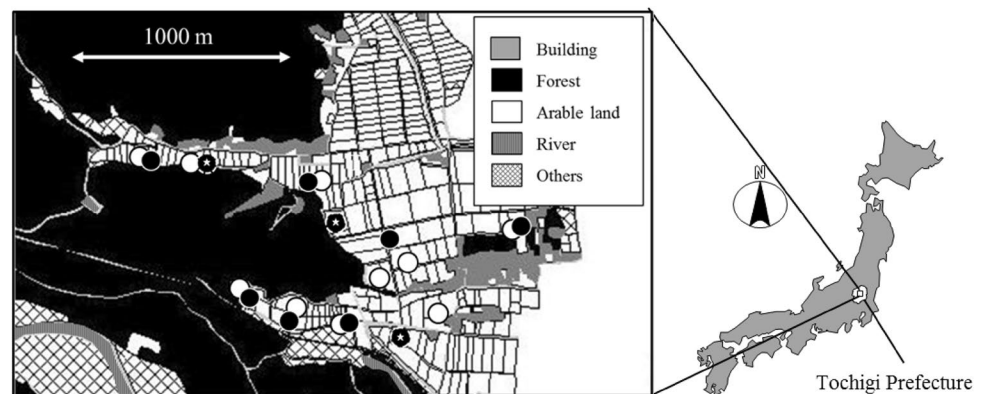 1000 m
Building
Forest
Arable land
River
Others
N
Tochigi Prefecture